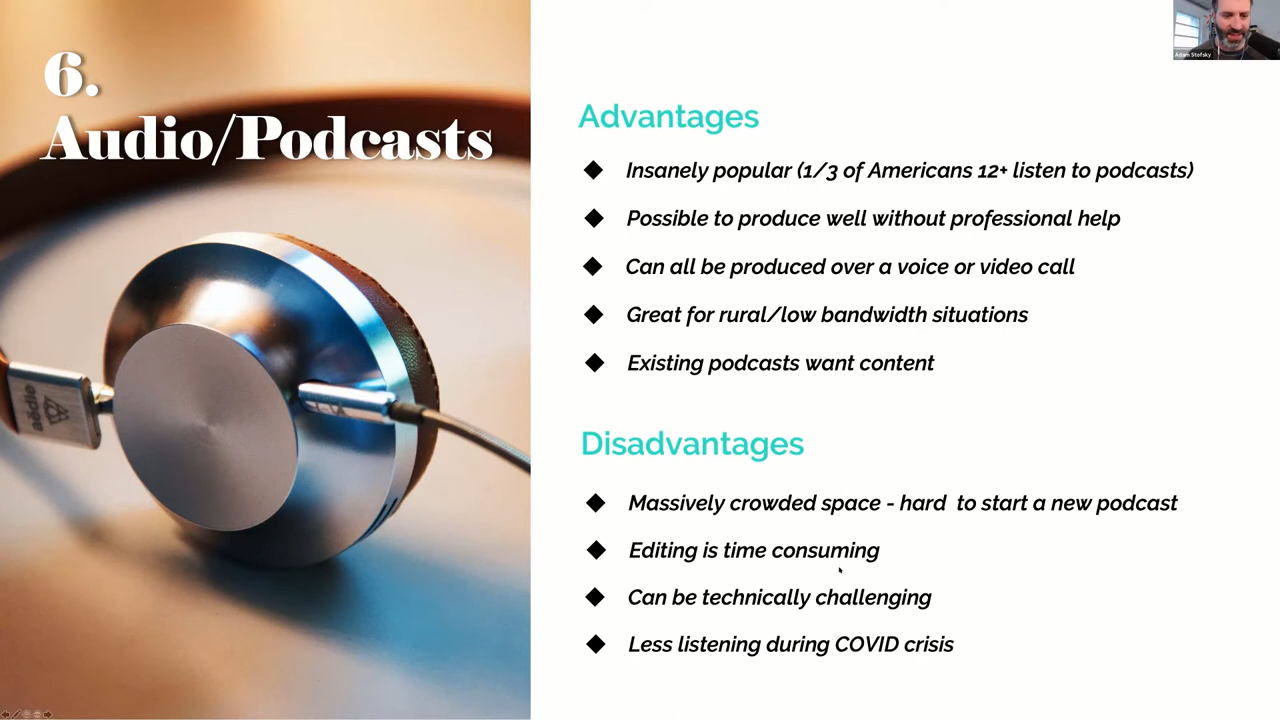 6.
Audio/Podcasts
Adam Stofsky
Advantages
Insanely popular (1/3 of Americans 12+ listen to podcasts)
Possible to produce well without professional help
Can all be produced over a voice or video call
Great for rural/low bandwidth situations
Existing podcasts want content
Disadvantages
Massively crowded space - hard  to start a new podcast
Editing is time consuming
Can be technically challenging
Less listening during COVID crisis
aëdle